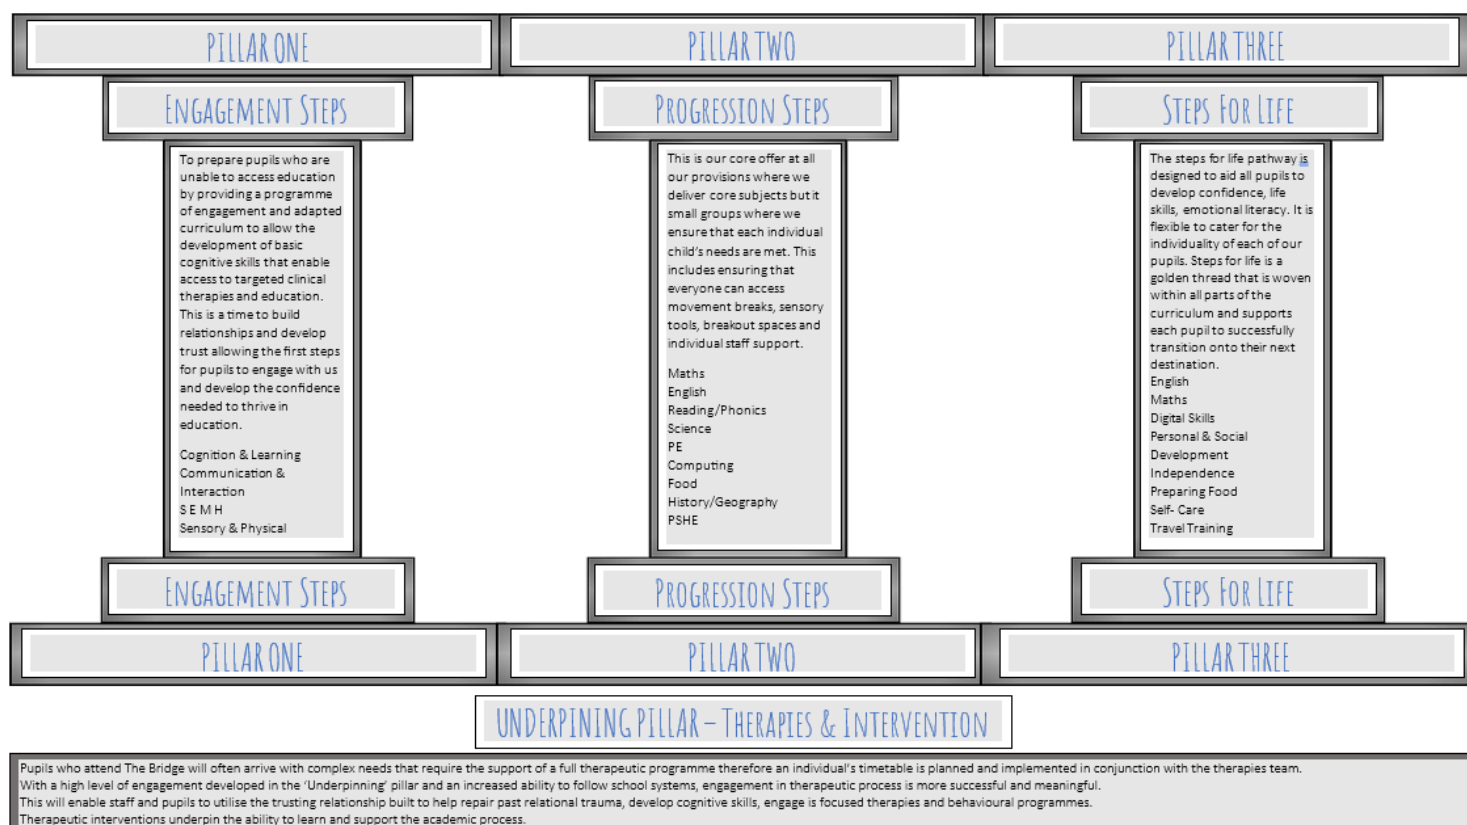 PILLAR ONE
PILLAR TWO
PILLAR THREE
ENGAGEMENT STEPS
PROGRESSION STEPS
STEPS FOR LIFE
To prepare pupils who are
unable to access education
by providing a programme
of engagement and adapted
curriculum to allow the
development of basic
cognitive skills that enable
access to targeted clinical
therapies and education.
This is a time to build
relationships and develop
trust allowing the first steps
for pupils to engage with us
and develop the confidence
needed to thrive in
education.
Cognition & Learning
Communication &
Interaction
S E M H
Sensory & Physical
This is our core offer at all
our provisions where we
deliver core subjects but it
small groups where we
ensure that each individual
child's needs are met. This
includes ensuring that
everyone can access
movement breaks, sensory
tools, breakout spaces and
individual staff support.
Maths
English
Reading/Phonics
Science
PE
Computing
Food
History/Geography
PSHE
The steps for life pathway is
designed to aid all pupils to
develop confidence, life
skills, emotional literacy. It is
flexible to cater for the
individuality of each of our
pupils. Steps for life is a
golden thread that is woven
within all parts of the
curriculum and supports
each pupil to successfully
transition onto their next
destination.
English
Maths
Digital Skills
Personal & Social
Development
Independence
Preparing Food
Self- Care
Travel Training
ENGAGEMENT STEPS
PROGRESSION STEPS
STEPS FOR LIFE
PILLAR ONE
PILLAR TWO
PILLAR THREE
UNDERPINING PILLAR – THERAPIES & INTERVENTION
Pupils who attend The Bridge will often arrive with complex needs that require the support of a full therapeutic programme therefore an individual's timetable is planned and implemented in conjunction with the therapies team.
With a high level of engagement developed in the 'Underpinning' pillar and an increased ability to follow school systems, engagement in therapeutic process is more successful and meaningful.
This will enable staff and pupils to utilise the trusting relationship built to help repair past relational trauma, develop cognitive skills, engage is focused therapies and behavioural programmes.
Therapeutic interventions underpin the ability to learn and support the academic process.